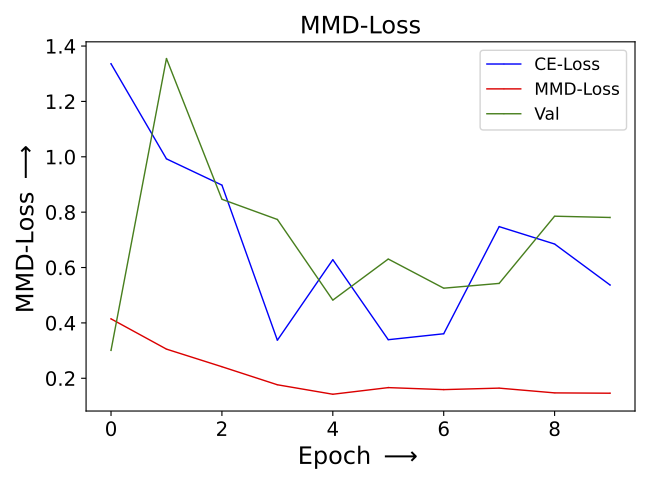 MMD-Loss
1.4
1.2
1.0
0.8
0.6
0.4
0.2
MMD-Loss ⟶
CE-Loss
MMD-Loss
Val
0 2 4 6 8
Epoch ⟶